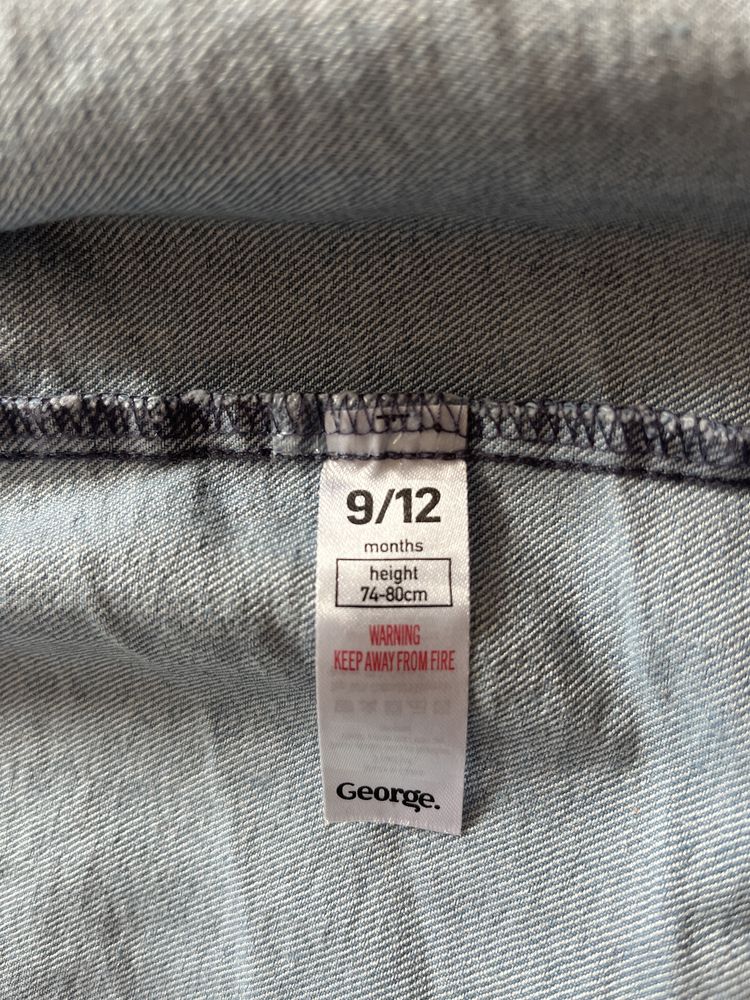 9/12
months
height
74-80cm
WARNING
KEEP AWAY FROM FIRE
George.